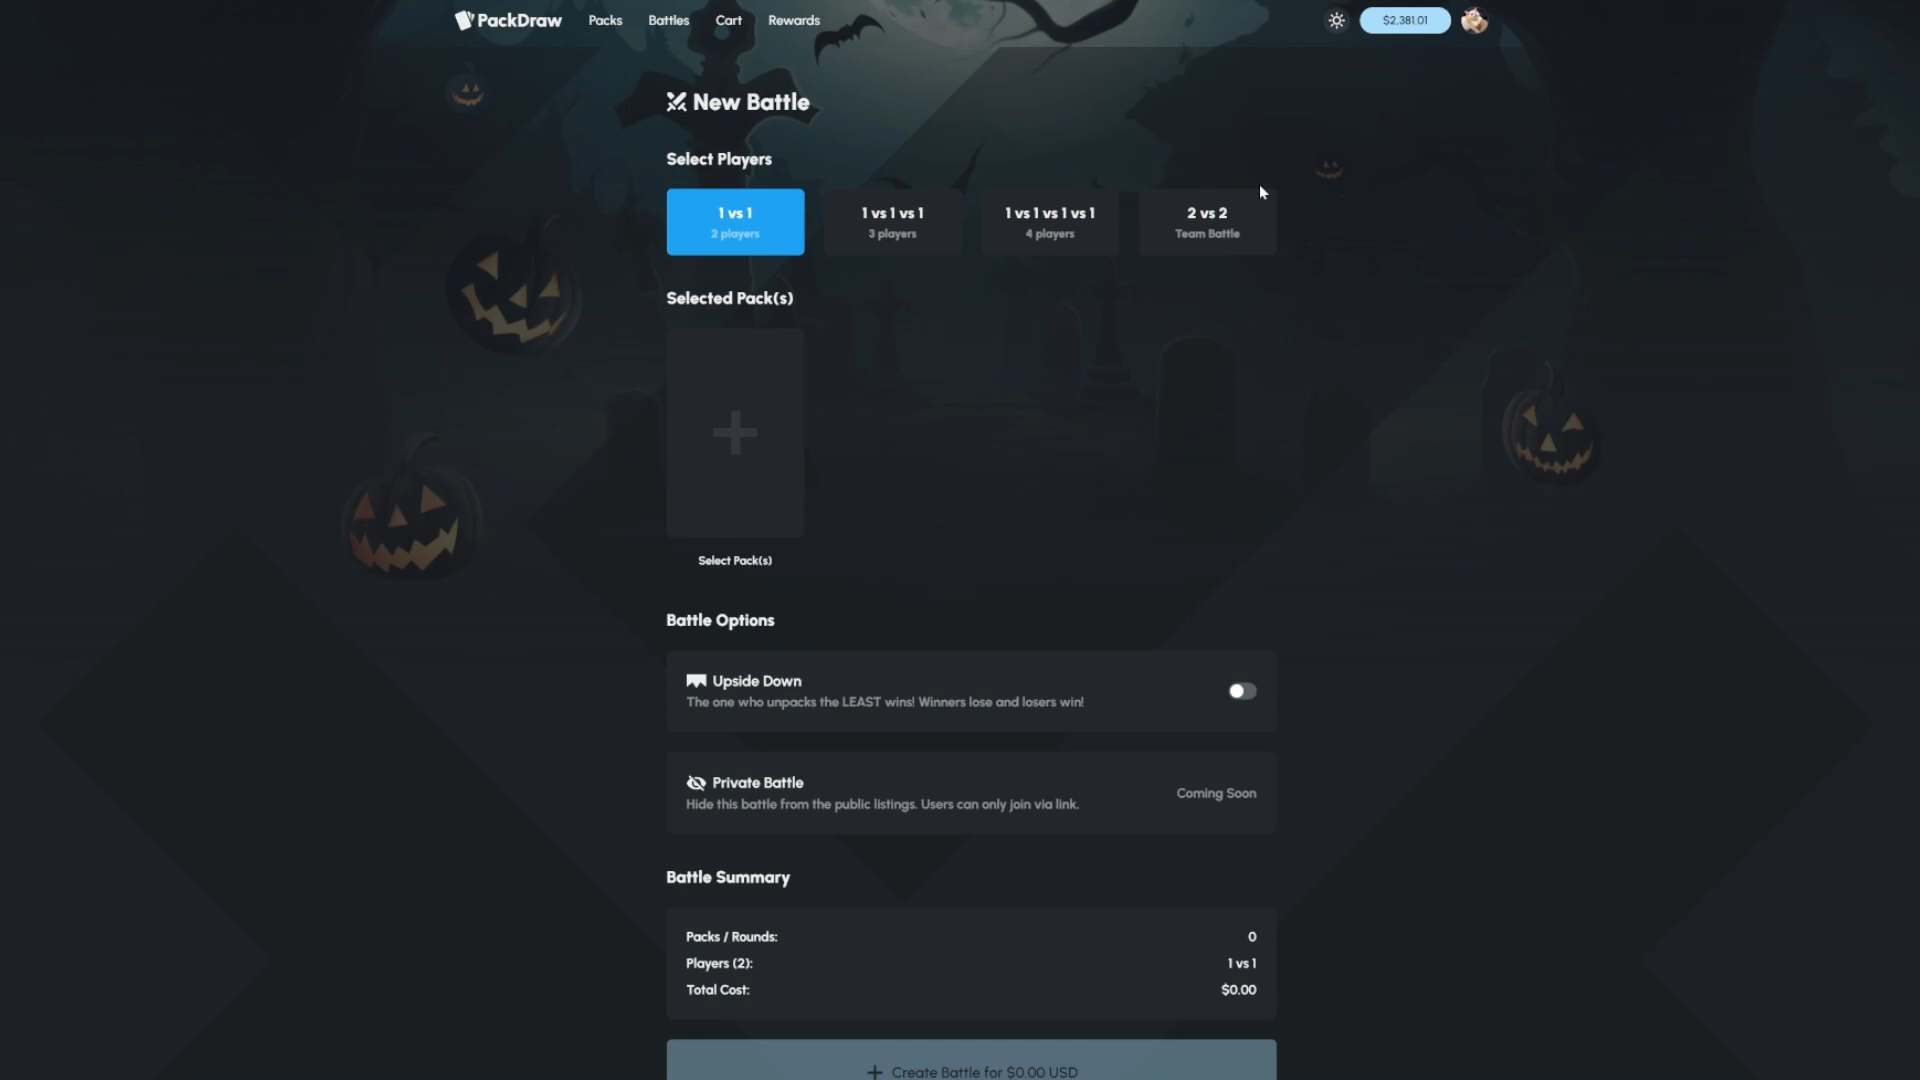 PackDraw Packs Battles Cart Rewards $2,381.01
New Battle
Select Players
1 vs 1 1 vs 1 vs 1 1 vs 1 vs 1 vs 1 2 vs 2
2 players 3 players 4 players Team Battle
Selected Pack(s)
Select Pack(s)
Battle Options
Upside Down
The one who unpacks the LEAST wins! Winners lose and losers win!
Private Battle
Hide this battle from the public listings. Users can only join via link.
Coming Soon
Battle Summary
Packs / Rounds: 0
Players (2): 1 vs 1
Total Cost: $0.00
Create Battle for $0.00 USD